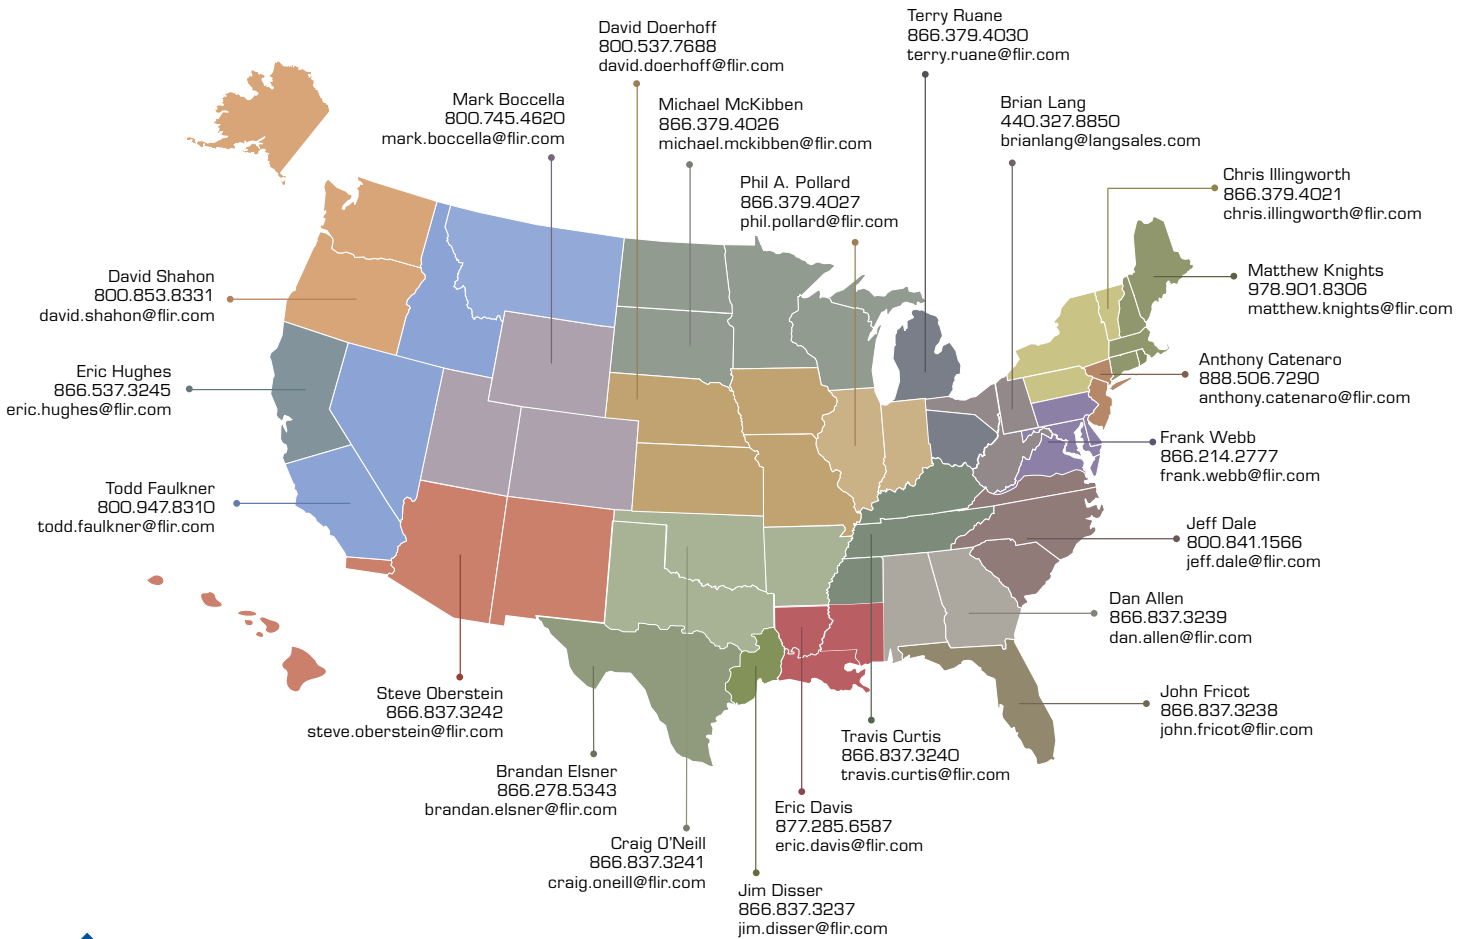 Terry Ruane
866.379.4030
terry.ruane@flir.com
David Doerhoff
800.537.7688
david.doerhoff@flir.com
Mark Boccella
800.745.4620
mark.boccella@flir.com
Michael McKibben
866.379.4026
michael.mckibben@flir.com
Brian Lang
440.327.8850
brianlang@langsales.com
Phil A. Pollard
866.379.4027
phil.pollard@flir.com
Chris Illingworth
866.379.4021
chris.illingworth@flir.com
Matthew Knights
978.901.8306
matthew.knights@flir.com
David Shahon
800.853.8331
david.shahon@flir.com
Anthony Catenaro
888.506.7290
anthony.catenaro@flir.com
Eric Hughes
866.537.3245
eric.hughes@flir.com
Frank Webb
866.214.2777
frank.webb@flir.com
Todd Faulkner
800.947.8310
todd.faulkner@flir.com
Jeff Dale
800.841.1566
jeff.dale@flir.com
Dan Allen
866.837.3239
dan.allen@flir.com
Steve Oberstein
866.837.3242
steve.oberstein@flir.com
John Fricot
866.837.3238
john.fricot@flir.com
Travis Curtis
866.837.3240
travis.curtis@flir.com
Brandan Elsner
866.278.5343
brandan.elsner@flir.com
Eric Davis
877.285.6587
eric.davis@flir.com
Craig O'Neill
866.837.3241
craig.oneill@flir.com
Jim Disser
866.837.3237
jim.disser@flir.com